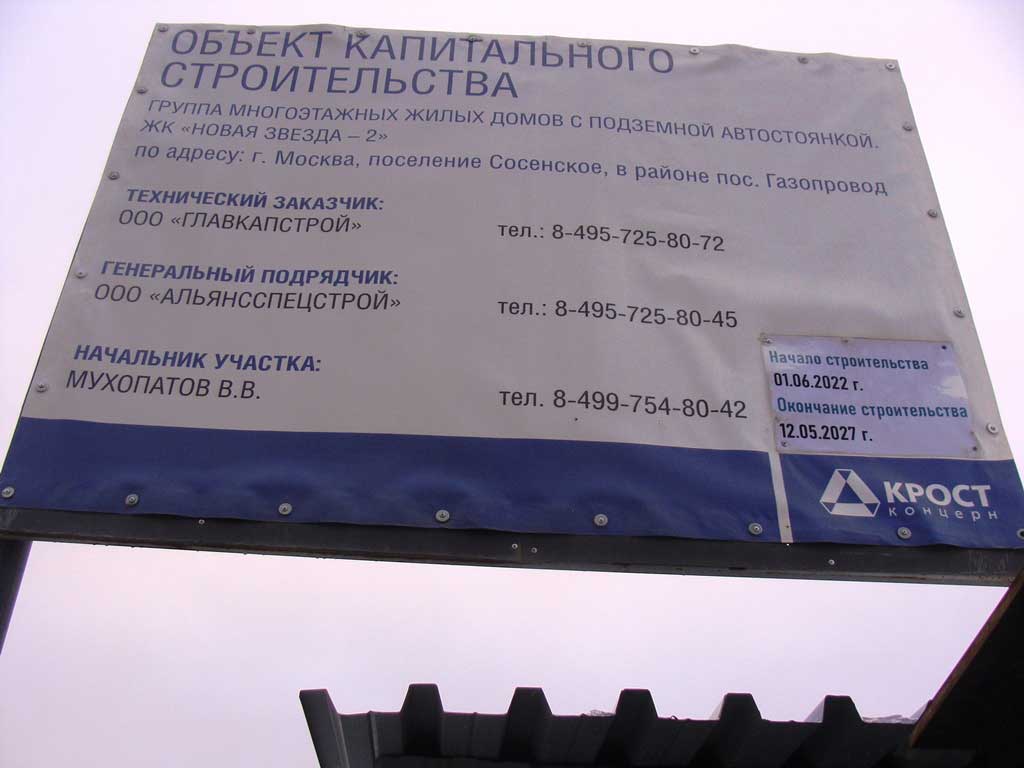 ОБЪЕКТ КАПИТАЛЬНОГО
СТРОИТЕЛЬСТВА
ГРУППА МНОГОЭТАЖНЫХ ЖИЛЫХ ДОМОВ С ПОДЗЕМНОЙ АВТОСТОЯНКОЙ.
ЖК «НОВАЯ ЗВЕЗДА – 2»
по адресу: г. Москва, поселение Сосенское, в районе пос. Газопровод
ТЕХНИЧЕСКИЙ ЗАКАЗЧИК:
ООО «ГЛАВКАПСТРОЙ» тел.: 8-495-725-80-72
ГЕНЕРАЛЬНЫЙ ПОДРЯДЧИК:
ООО «АЛЬЯНССПЕЦСТРОЙ» тел.: 8-495-725-80-45
НАЧАЛЬНИК УЧАСТКА:
МУХОПАТОВ В.В. тел. 8-499-754-80-42
Начало строительства
01.06.2022 г.
Окончание строительства
12.05.2027 г.
КРОСТ
концерн